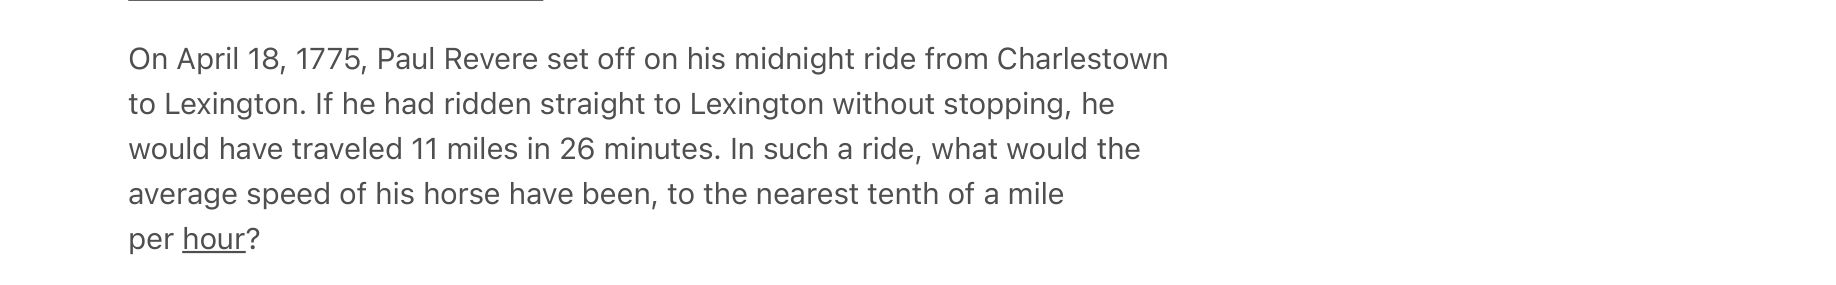 On April 18, 1775, Paul Revere set off on his midnight ride from Charlestown
to Lexington. If he had ridden straight to Lexington without stopping, he
would have traveled 11 miles in 26 minutes. In such a ride, what would the
average speed of his horse have been, to the nearest tenth of a mile
per hour?